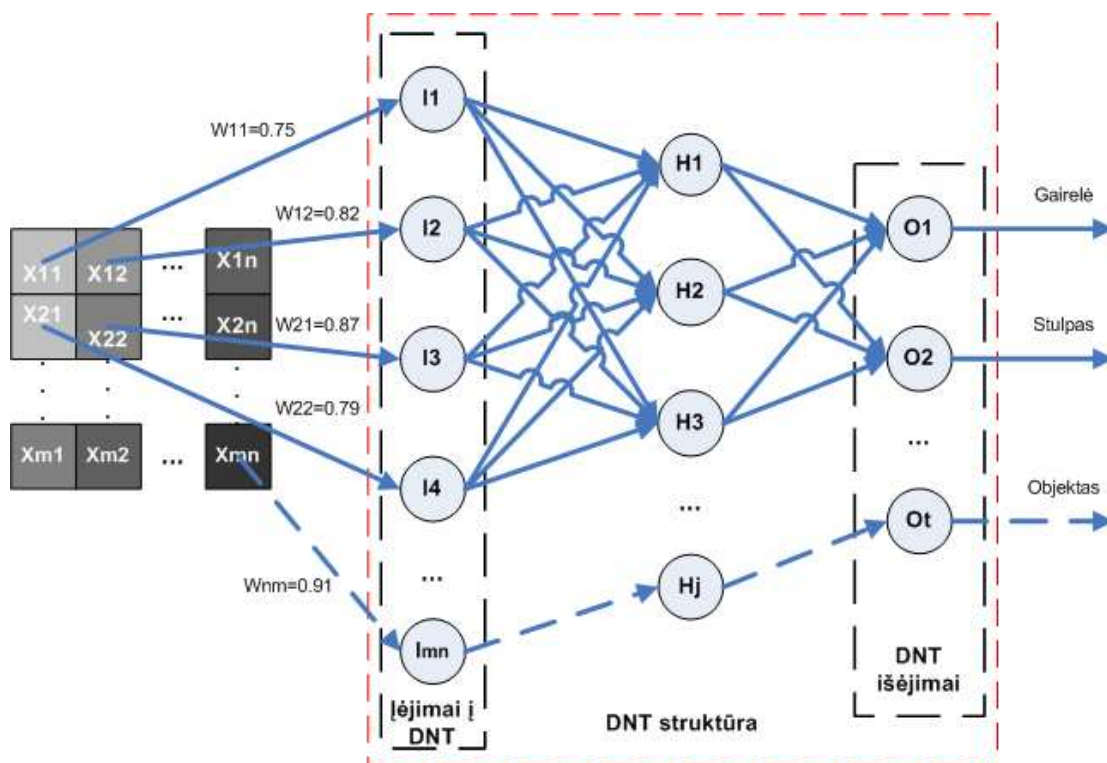 W11=0.75
W12=0.82
W21=0.87
W22=0.79
Wnm=0.91
X11 X12 ... X1n
X21 X22 ... X2n
. . .
. . .
Xm1 Xm2 ... Xmn
I1
I2
I3
I4
...
Imn
Įėjimai į
DNT
H1
H2
H3
...
Hj
DNT struktūra
O1
O2
...
Ot
DNT
išėjimai
Gairelė
Stulpas
Objektas